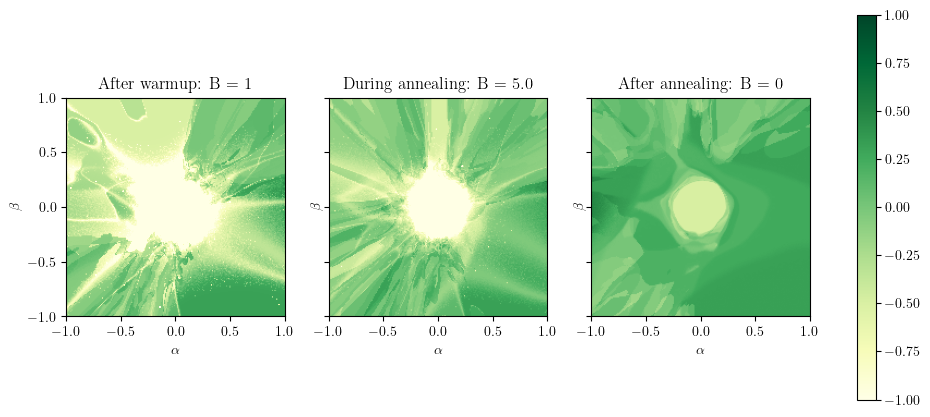 After warmup: B = 1
During annealing: B = 5.0
After annealing: B = 0
1.0
0.5
0.0
−0.5
−1.0
β
β
β
−1.0 −0.5 0.0 0.5 1.0
−1.0 −0.5 0.0 0.5 1.0
−1.0 −0.5 0.0 0.5 1.0
α
α
α
1.00
0.75
0.50
0.25
0.00
−0.25
−0.50
−0.75
−1.00